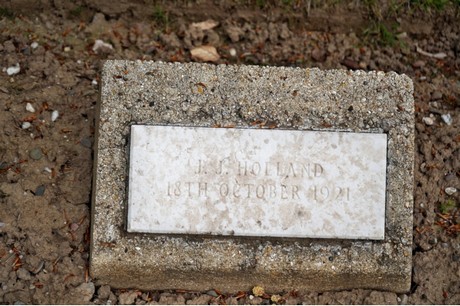 J. HOLLAND
18TH OCTOBER 1921